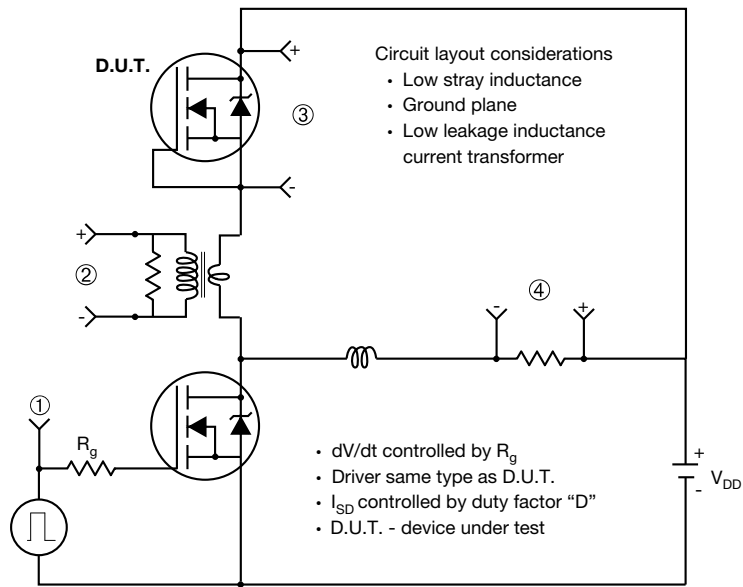 D.U.T.
+
③
-
Circuit layout considerations
• Low stray inductance
• Ground plane
• Low leakage inductance
current transformer
+
②
-
④
-
+
①
Rg
• dV/dt controlled by Rg
• Driver same type as D.U.T.
• ISD controlled by duty factor “D”
• D.U.T. - device under test
+
VDD
-